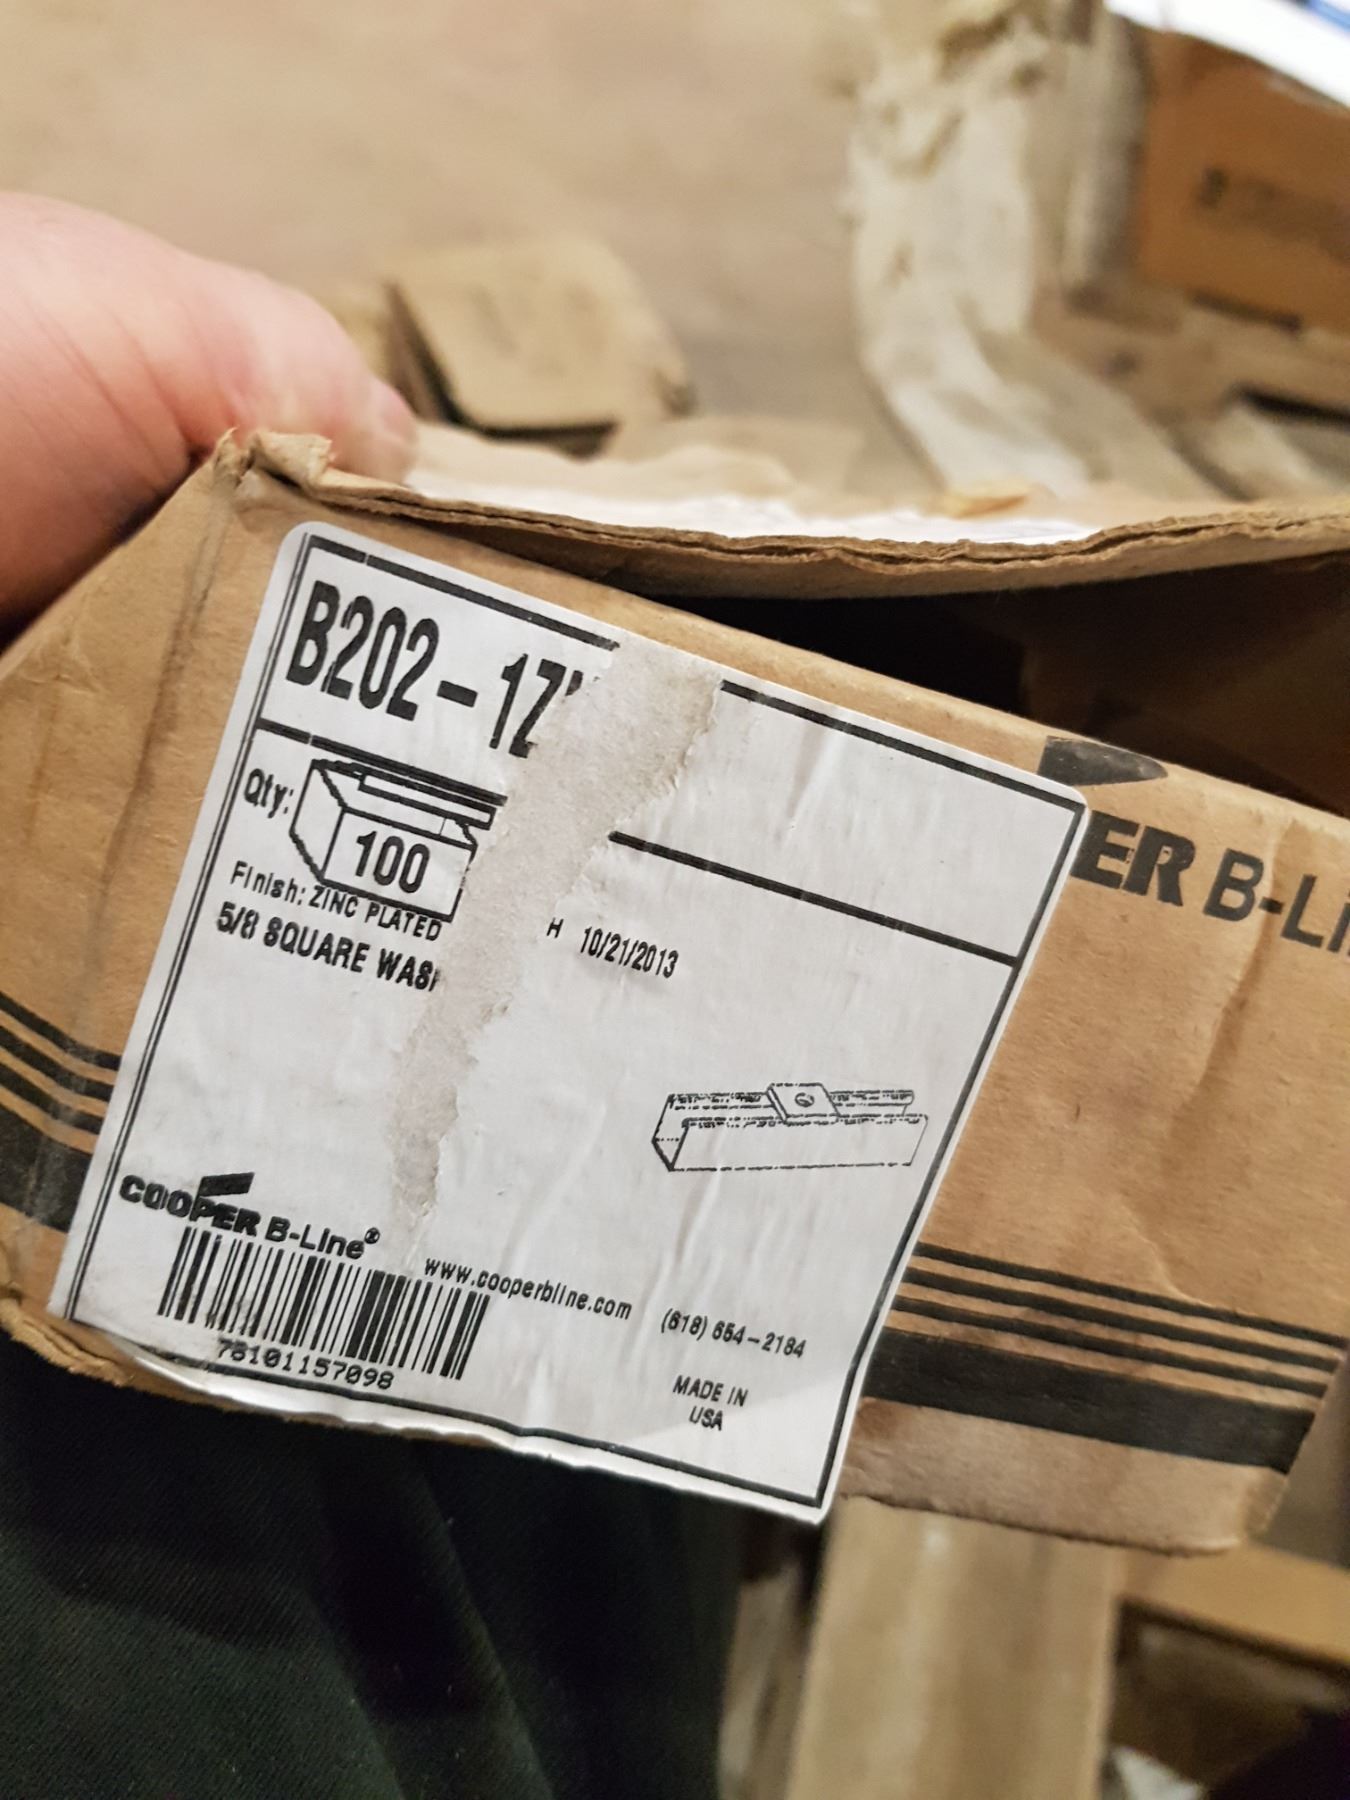 B202-1Z
Qty:
100
Finish: ZINC PLATED
5/8 SQUARE WAS
H 10/21/2013
COOPER B-Line®
www.cooperbline.com (618) 654-2184
78101157098
MADE IN
USA
ER B-Li